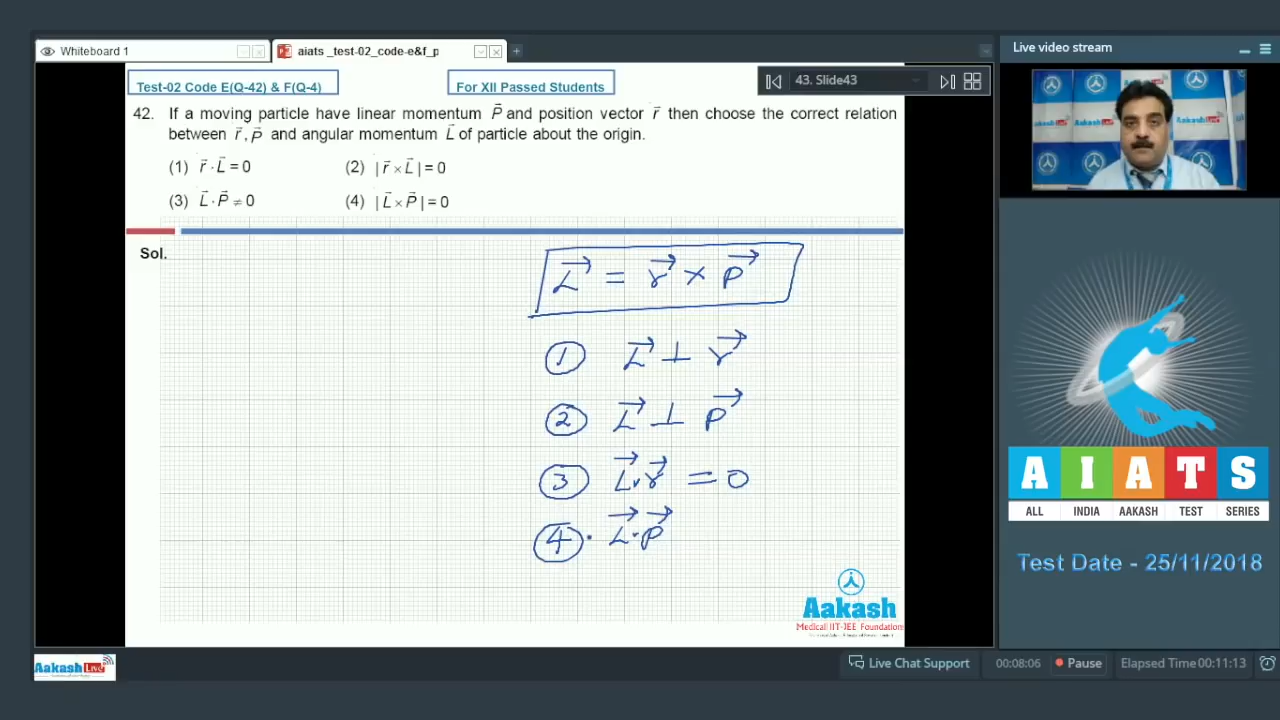 Whiteboard 1
aiats _test-02_code-e&f_p
Live video stream
Test-02 Code E(Q-42) & F(Q-4)
For XII Passed Students
43. Slide43
42. If a moving particle have linear momentum P⃗ and position vector r⃗ then choose the correct relation
between r⃗, p⃗ and angular momentum L⃗ of particle about the origin.
(1) r⃗ · L⃗ = 0 (2) | r⃗ × L⃗ | = 0
(3) L⃗ · P⃗ ≠ 0 (4) | L⃗ × P⃗ | = 0
Sol.
L⃗ = r⃗ × P⃗
① L⃗ ⊥ r⃗
② L⃗ ⊥ P⃗
③ L⃗ · r⃗ = 0
④ · L⃗ · P⃗
AIATS
ALL INDIA AAKASH TEST SERIES
Test Date - 25/11/2018
Aakash
Medical|IIT-JEE|Foundations
Aakash Live
Live Chat Support
00:08:06
Pause
Elapsed Time 00:11:13